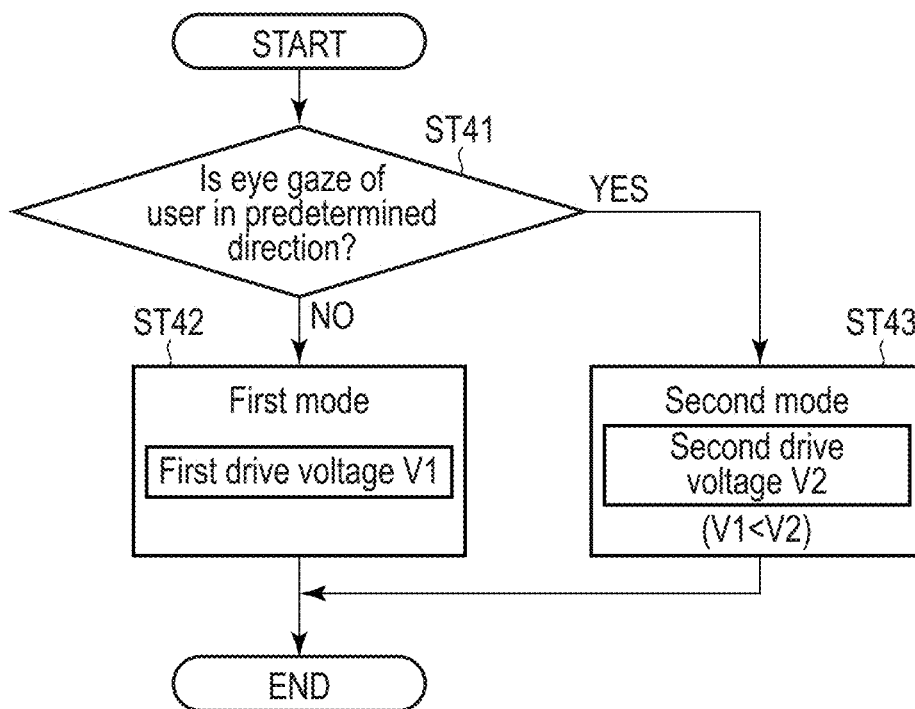 START
ST41
Is eye gaze of
user in predetermined
direction?
YES
NO
ST42
ST43
First mode
First drive voltage V1
Second mode
Second drive
voltage V2
(V1<V2)
END